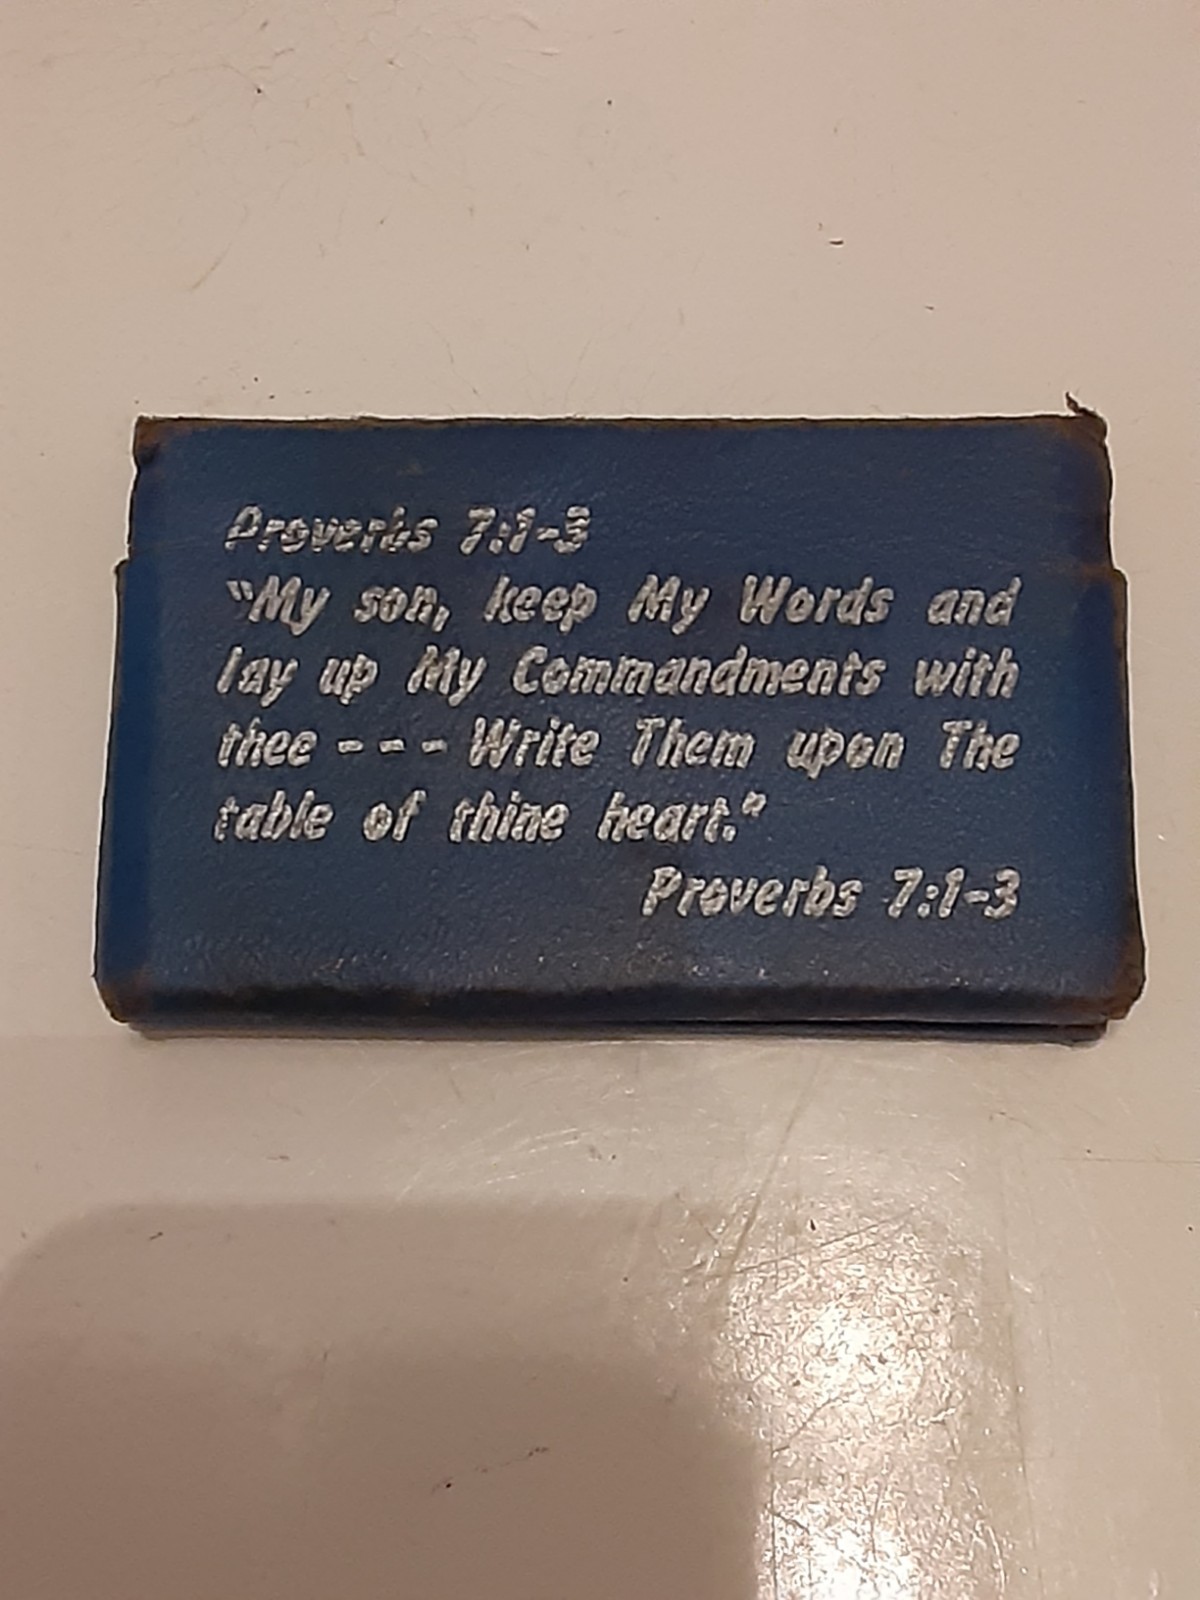 Proverbs 7:1-3
"My son, keep My Words and
lay up My Commandments with
thee --- Write Them upon The
table of thine heart."
Proverbs 7:1-3